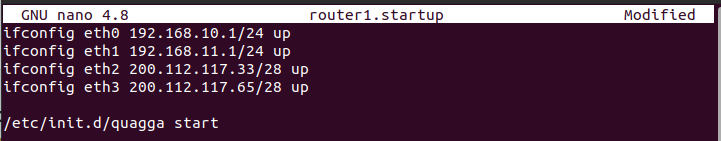 GNU nano 4.8 router1.startup Modified
ifconfig eth0 192.168.10.1/24 up
ifconfig eth1 192.168.11.1/24 up
ifconfig eth2 200.112.117.33/28 up
ifconfig eth3 200.112.117.65/28 up
/etc/init.d/quagga start